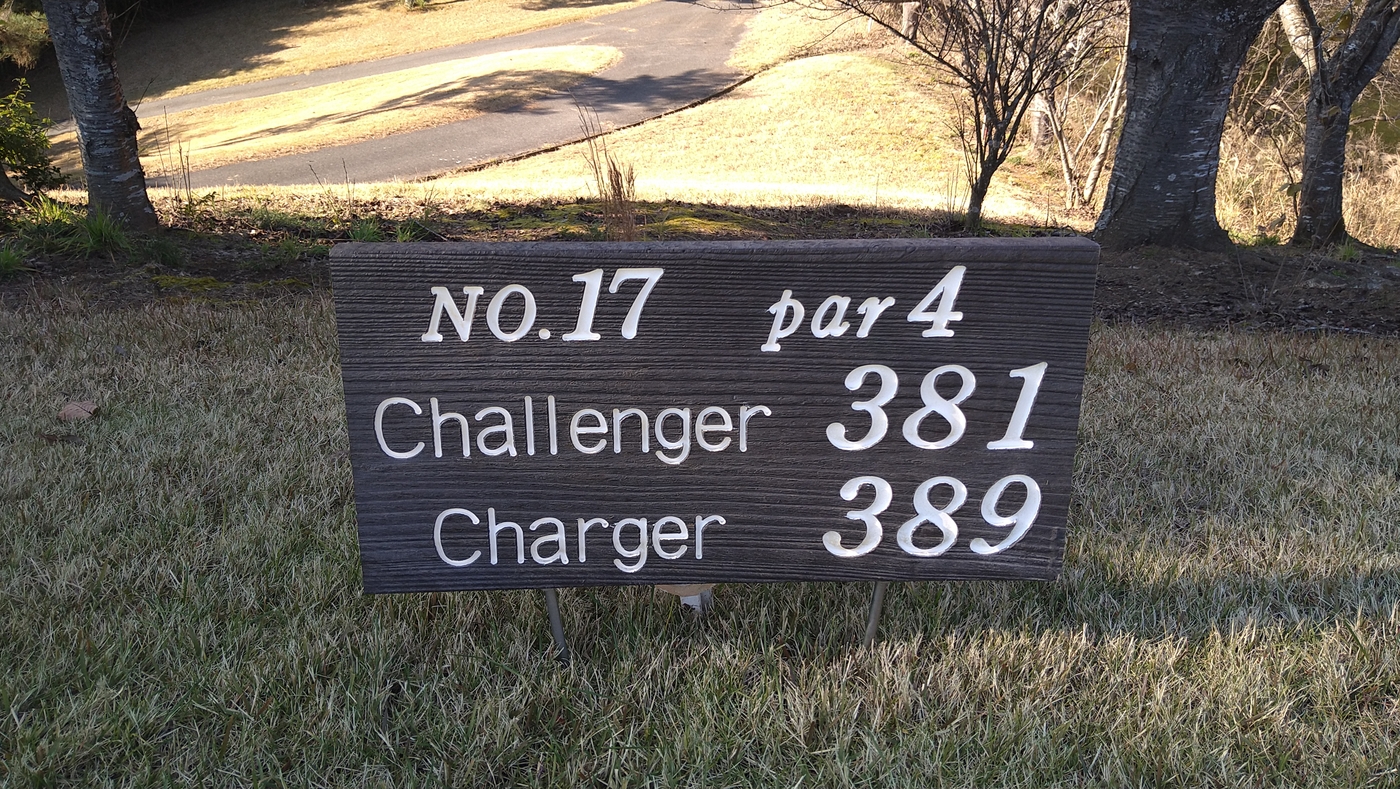 NO.17 par 4
Challenger 381
Charger 389